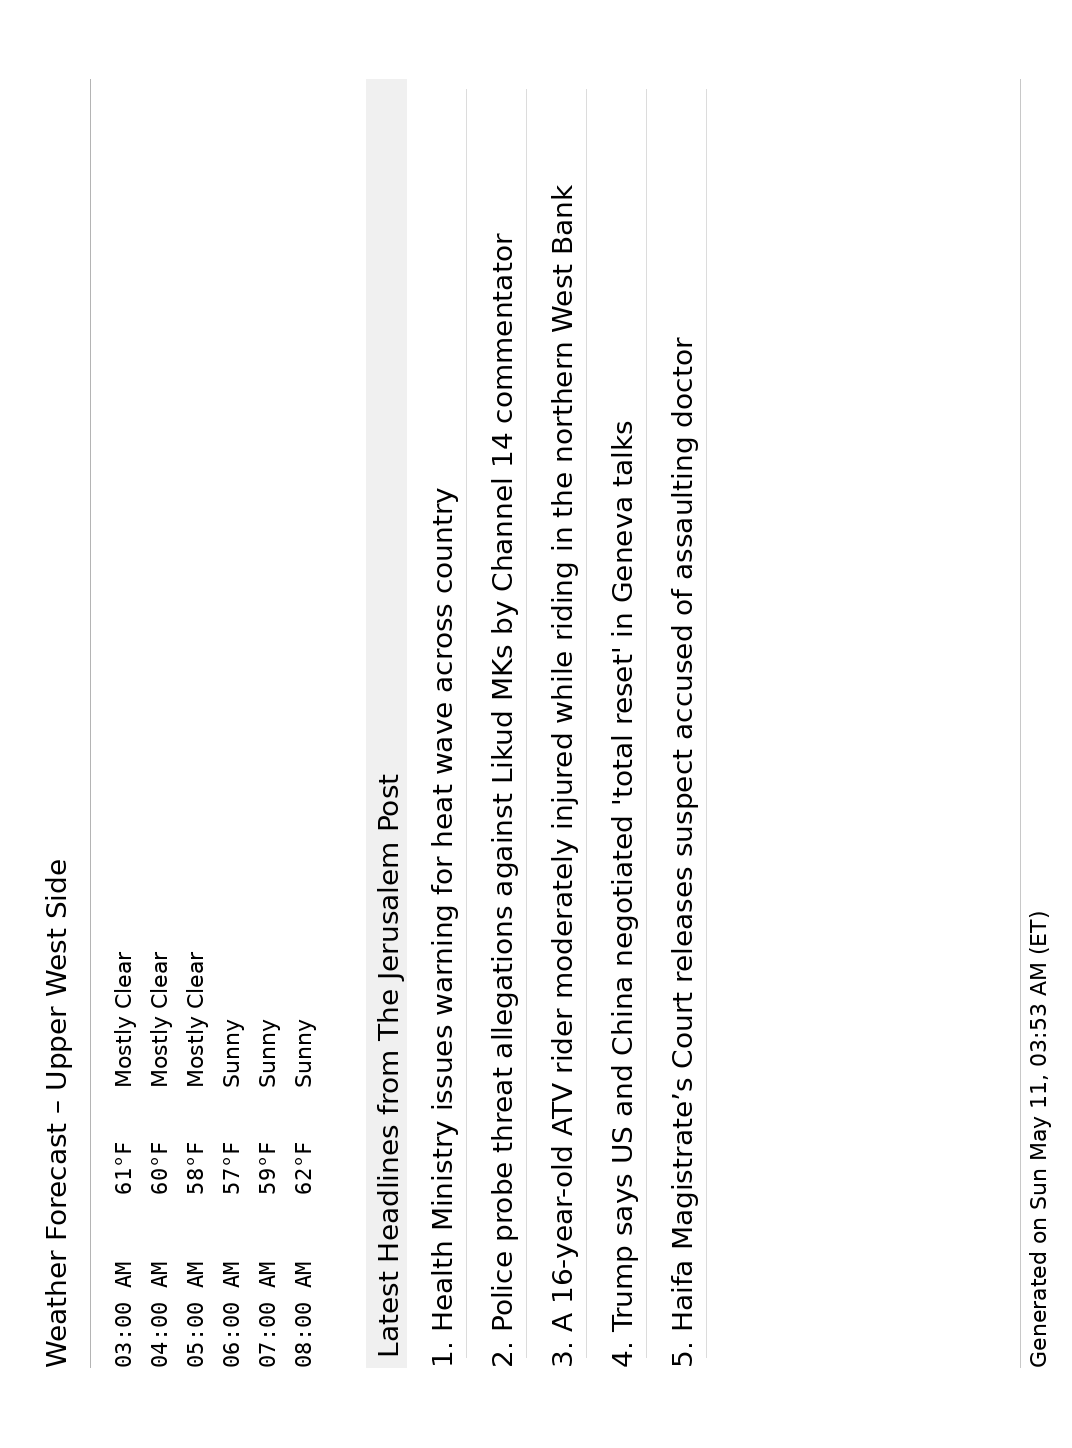 Weather Forecast – Upper West Side
03:00 AM 61°F Mostly Clear
04:00 AM 60°F Mostly Clear
05:00 AM 58°F Mostly Clear
06:00 AM 57°F Sunny
07:00 AM 59°F Sunny
08:00 AM 62°F Sunny
Latest Headlines from The Jerusalem Post
1. Health Ministry issues warning for heat wave across country
2. Police probe threat allegations against Likud MKs by Channel 14 commentator
3. A 16-year-old ATV rider moderately injured while riding in the northern West Bank
4. Trump says US and China negotiated 'total reset' in Geneva talks
5. Haifa Magistrate’s Court releases suspect accused of assaulting doctor
Generated on Sun May 11, 03:53 AM (ET)